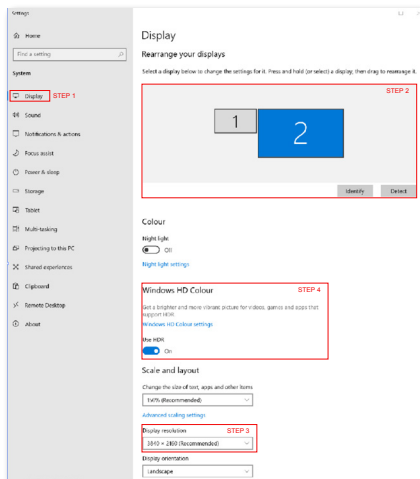 Settings
Home
Find a setting
System
Display STEP 1
Sound
Notifications & actions
Focus assist
Power & sleep
Storage
Tablet
Multi-tasking
Projecting to this PC
Shared experiences
Clipboard
Remote Desktop
About
Display
Rearrange your displays
Select a display below to change the settings for it. Press and hold (or select) a display, then drag to rearrange it.
STEP 2
1
2
Identify Detect
Colour
Night light
Off
Night light settings
Windows HD Colour STEP 4
Get a brighter and more vibrant picture for videos, games and apps that
support HDR.
Windows HD Colour settings
Use HDR
On
Scale and layout
Change the size of text, apps and other items
(Recommended)
Advanced scaling settings
Display resolution STEP 3
3840 × 2160 (Recommended)
Display orientation
Landscape